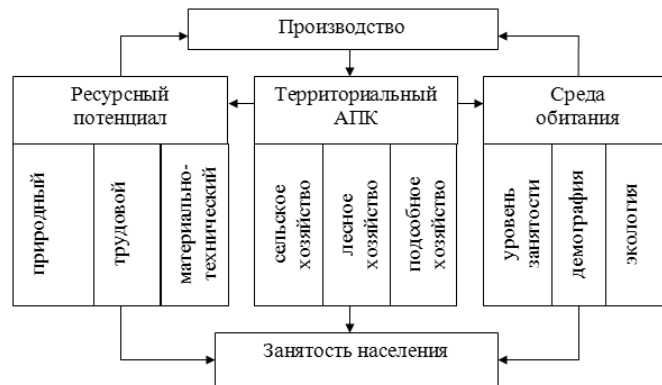 Производство
Ресурсный
потенциал
Территориальный
АПК
Среда
обитания
природный
трудовой
материально-
технический
сельское
хозяйство
лесное
хозяйство
подсобное
хозяйство
уровень
занятости
демография
экология
Занятость населения